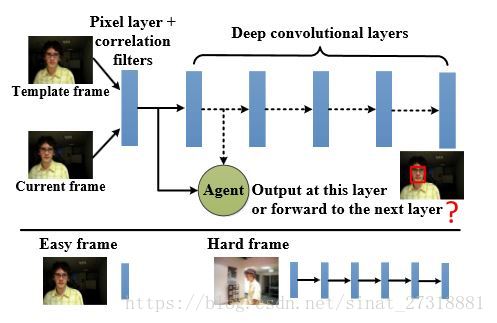 Pixel layer +
correlation
filters
Deep convolutional layers
Template frame
Current frame
Agent
Output at this layer
or forward to the next layer
?
Easy frame
Hard frame
https://blog.csdn.net/sinat_27318881